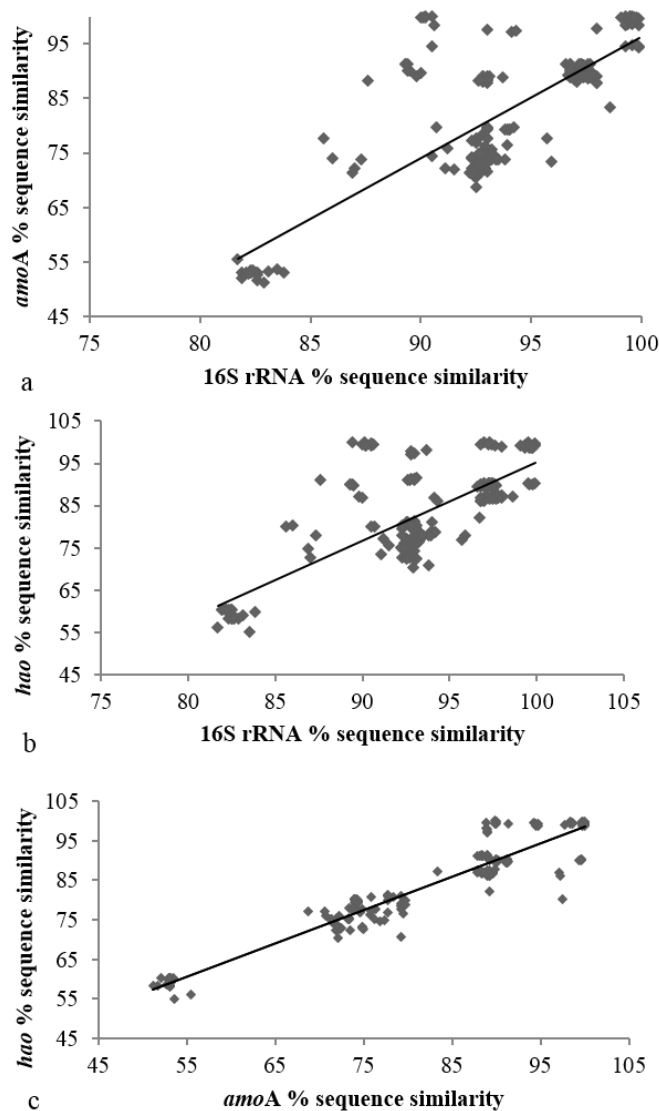 95
85
75
65
55
45
amoA % sequence similarity
75 80 85 90 95 100
16S rRNA % sequence similarity
a
105
95
85
75
65
55
45
hao % sequence similarity
75 80 85 90 95 100 105
16S rRNA % sequence similarity
b
105
95
85
75
65
55
45
hao % sequence similarity
45 55 65 75 85 95 105
amoA % sequence similarity
c